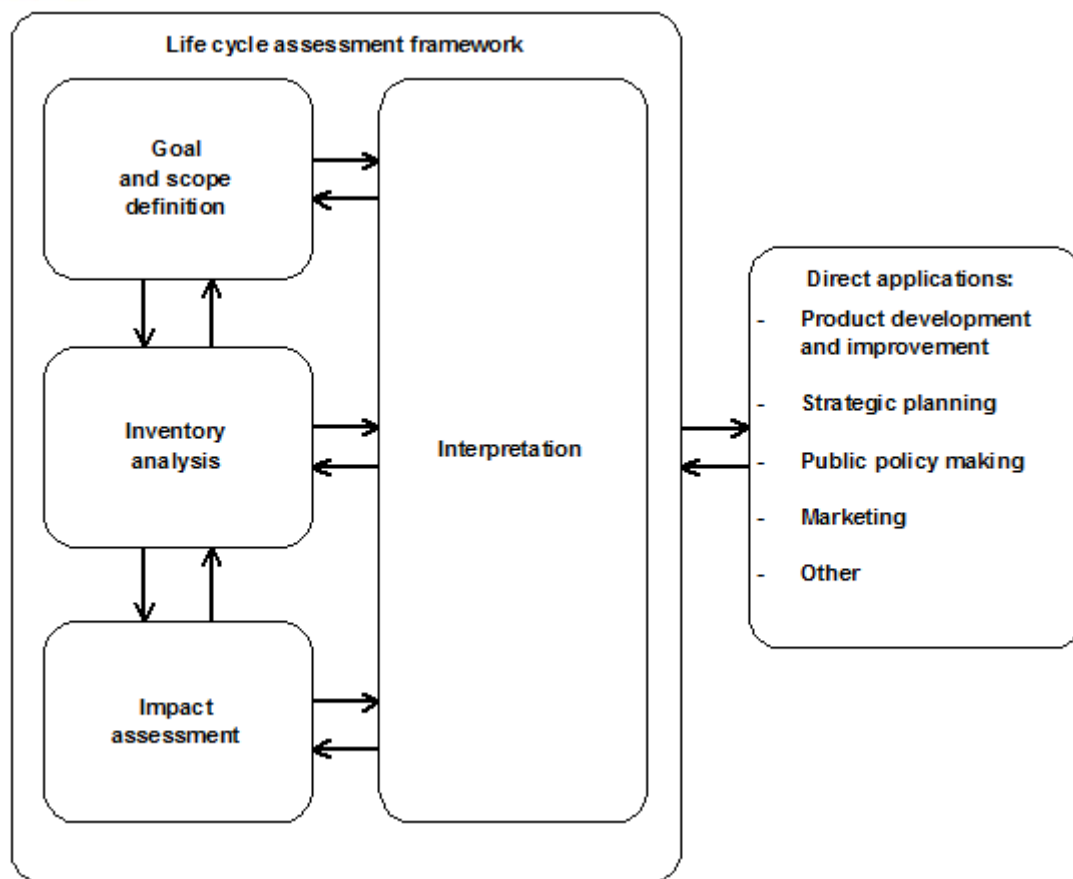 Life cycle assessment framework
Goal
and scope
definition
Inventory
analysis
Impact
assessment
Interpretation
Direct applications:
- Product development
and improvement
- Strategic planning
- Public policy making
- Marketing
- Other